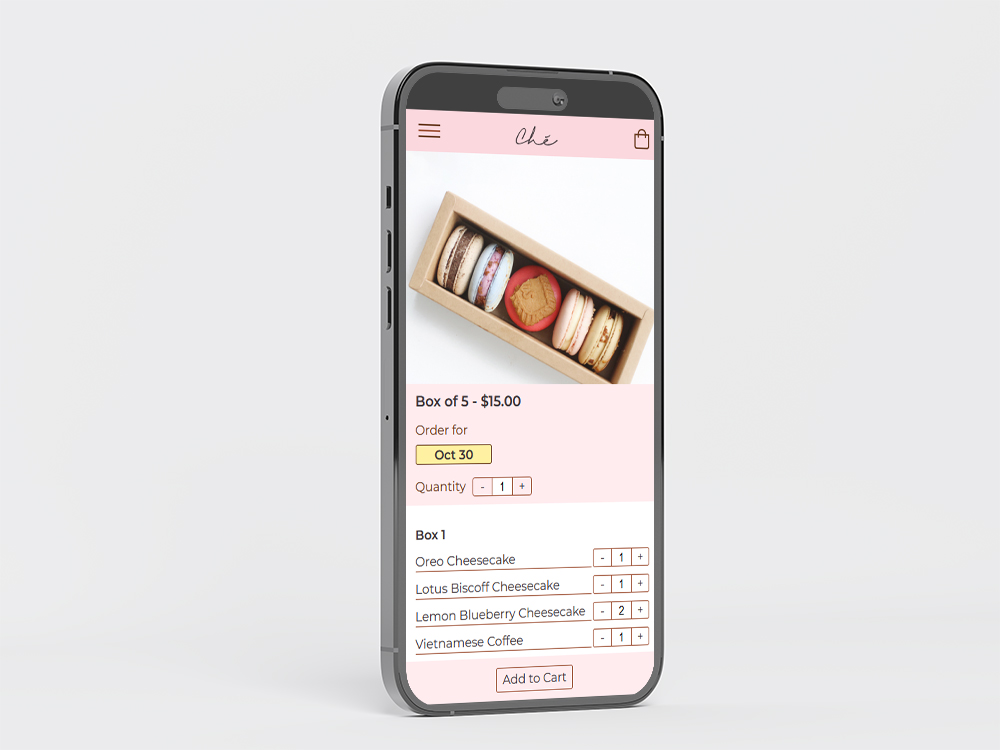 Ché
Box of 5 - $15.00
Order for
Oct 30
Quantity - 1 +
Box 1
Oreo Cheesecake - 1 +
Lotus Biscoff Cheesecake - 1 +
Lemon Blueberry Cheesecake - 2 +
Vietnamese Coffee - 1 +
Add to Cart